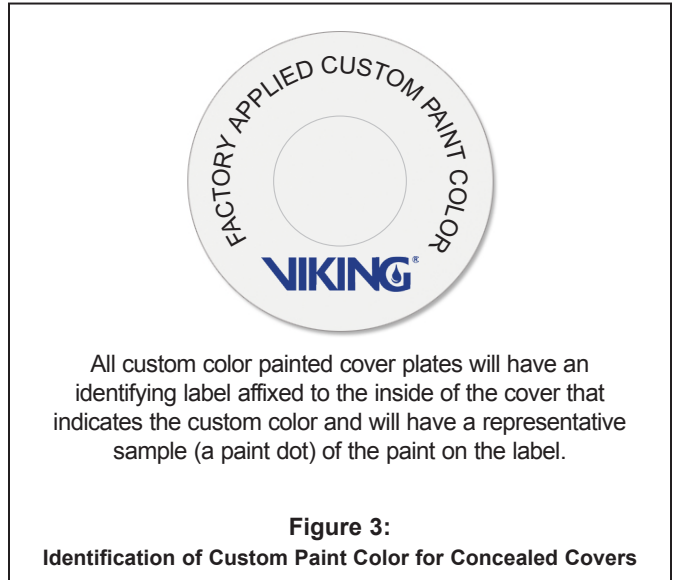 FACTORY APPLIED CUSTOM PAINT COLOR
VIKING®
All custom color painted cover plates will have an
identifying label affixed to the inside of the cover that
indicates the custom color and will have a representative
sample (a paint dot) of the paint on the label.
Figure 3:
Identification of Custom Paint Color for Concealed Covers